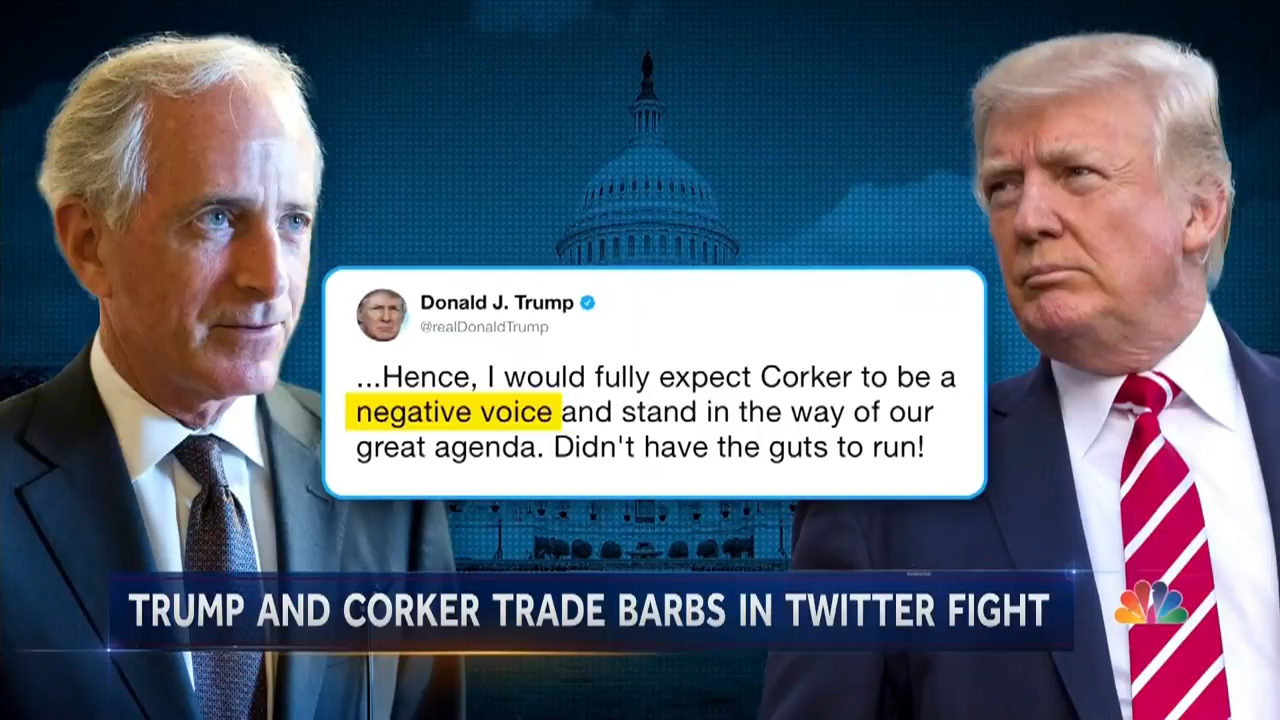 Donald J. Trump
@realDonaldTrump
...Hence, I would fully expect Corker to be a
negative voice and stand in the way of our
great agenda. Didn't have the guts to run!
TRUMP AND CORKER TRADE BARBS IN TWITTER FIGHT